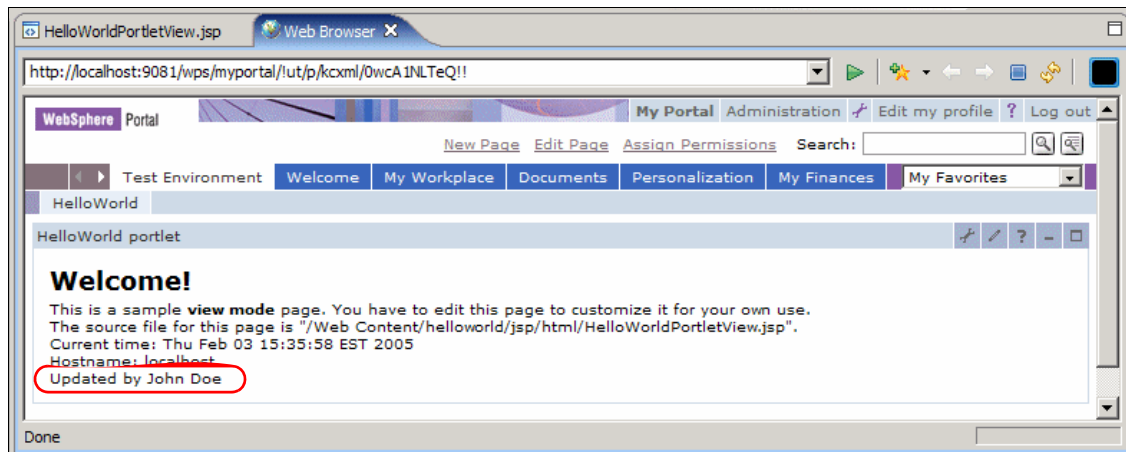 HelloWorldPortletView.jsp Web Browser
http://localhost:9081/wps/myportal/!ut/p/kcxml/0wcA1NLTeQ!!
WebSphere Portal My Portal Administration Edit my profile ? Log out
New Page Edit Page Assign Permissions Search:
Test Environment Welcome My Workplace Documents Personalization My Finances My Favorites
HelloWorld
HelloWorld portlet ?
Welcome!
This is a sample view mode page. You have to edit this page to customize it for your own use.
The source file for this page is "/Web Content/helloworld/jsp/html/HelloWorldPortletView.jsp".
Current time: Thu Feb 03 15:35:58 EST 2005
Hostname: localhost
Updated by John Doe
Done